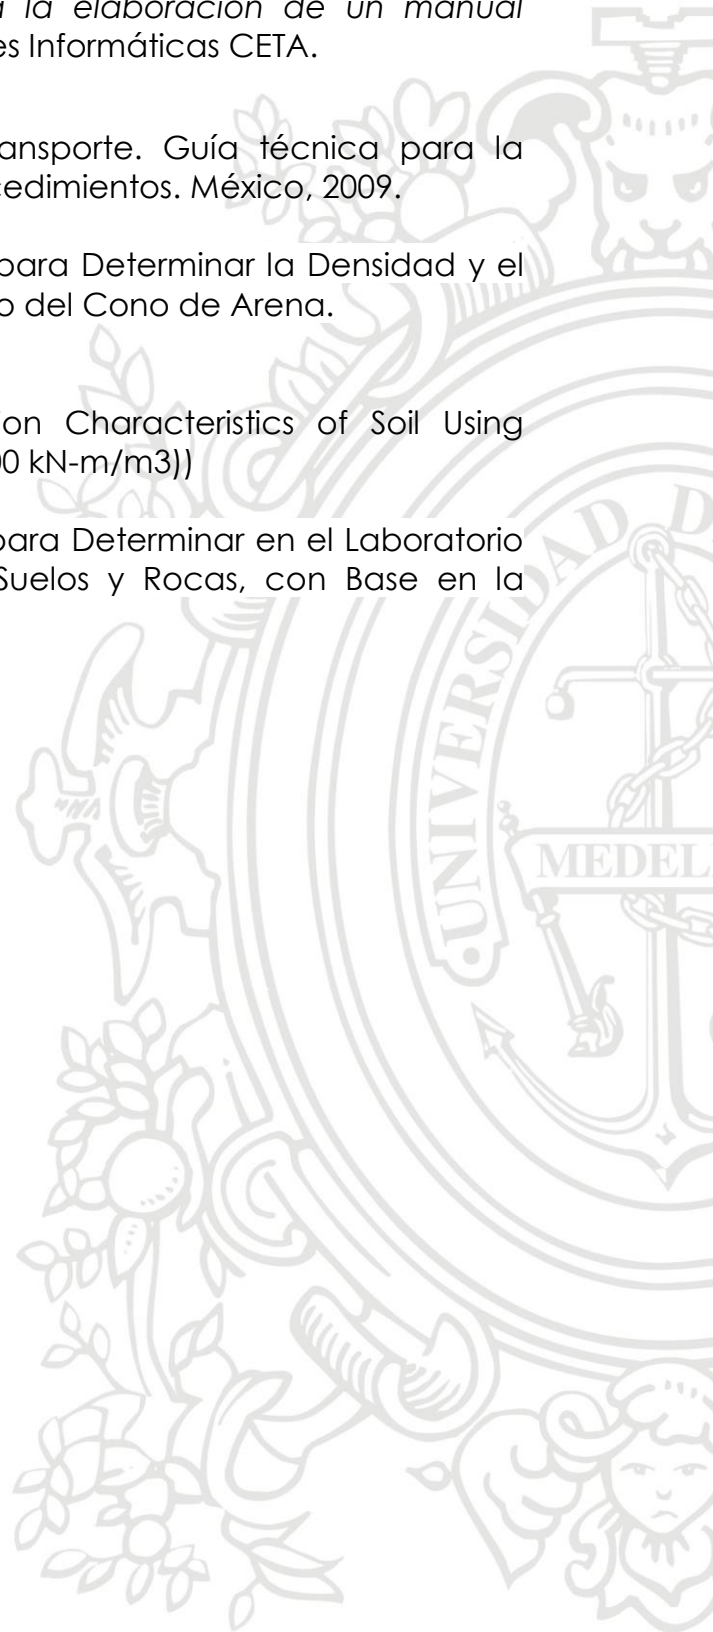 la elaboración de un manual
es Informáticas CETA.
ansporte. Guía técnica para la
cedimientos. México, 2009.
para Determinar la Densidad y el
o del Cono de Arena.
ion Characteristics of Soil Using
00 kN-m/m3))
para Determinar en el Laboratorio
Suelos y Rocas, con Base en la
UNIVERSIDAD D
MEDEL